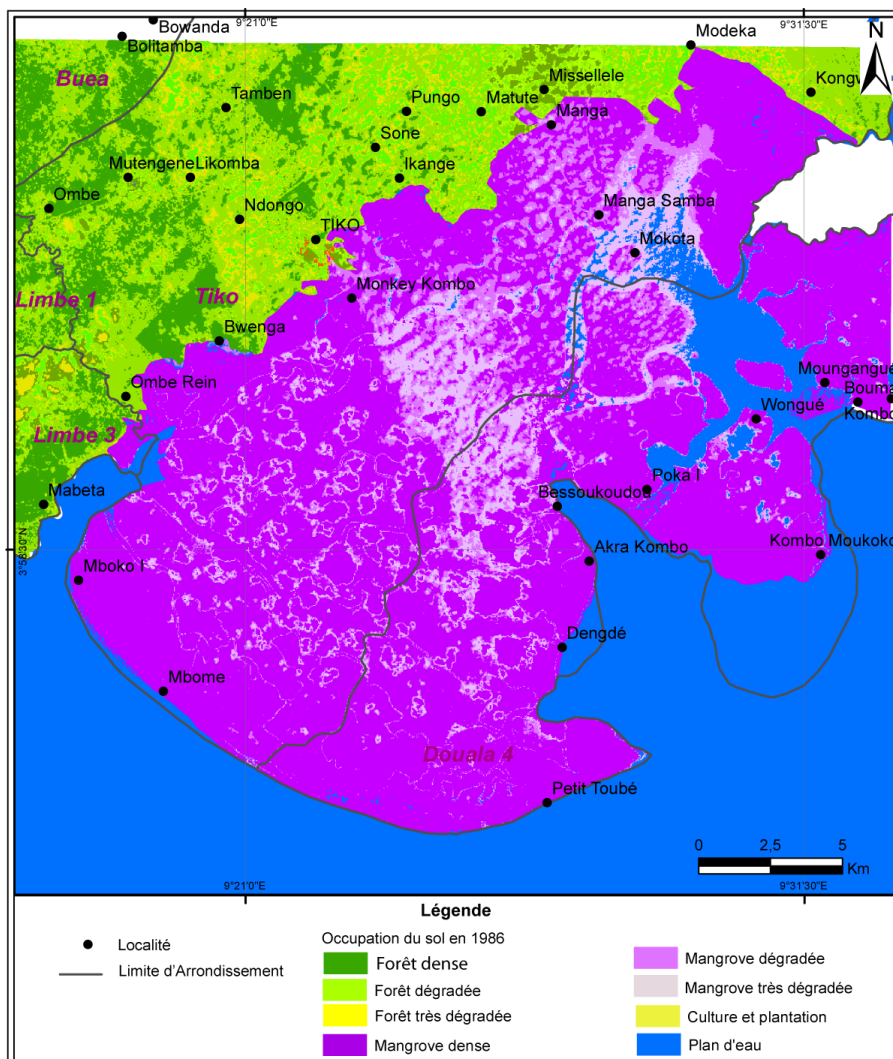 Bowanda
9°21'0"E
9°31'30"E
Bolitamba
Modeka
N
Buea
Missellele
Tamben
Pungo
Matute
Manga
Sone
Mutengene
Likomba
Ikange
Ombe
Ndongo
Manga Samba
TIKO
Mokota
Limbe 1
Tiko
Monkey Kombo
Bwenga
Moungangué
Ombe Rein
Bouma
Wongué
Kombo
Limbe 3
Mabeta
Poka I
Bessoukoudou
3°58'30"N
3°58'30"N
Akra Kombo
Kombo Moukoko
Mboko I
Dengdé
Mbome
Douala 4
Petit Toubé
0 2,5 5
Km
9°21'0"E
9°31'30"E
Légende
Localité
Limite d'Arrondissement
Occupation du sol en 1986
Forêt dense
Forêt dégradée
Forêt très dégradée
Mangrove dense
Mangrove dégradée
Mangrove très dégradée
Culture et plantation
Plan d'eau